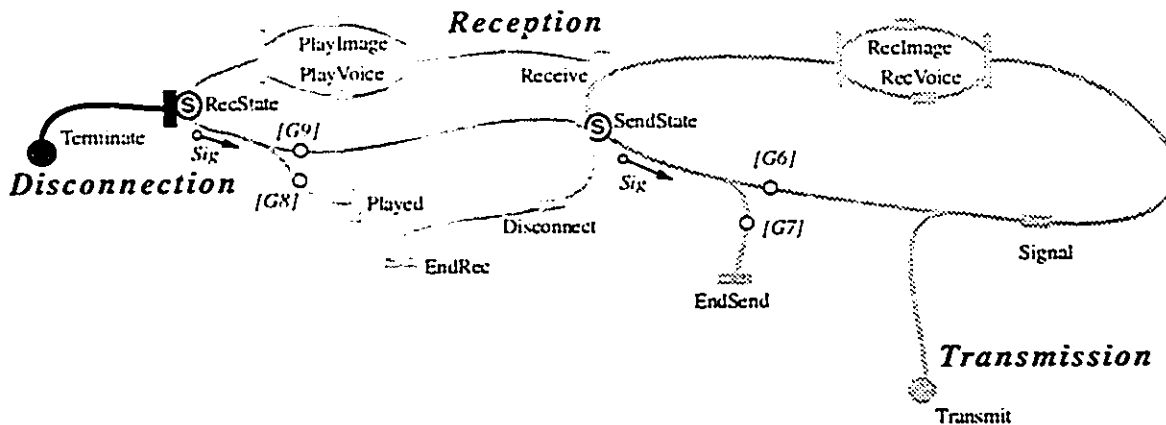 Reception
PlayImage
PlayVoice
RecImage
RecVoice
Receive
S RecState
S SendState
Terminate
[G9]
Sig
[G6]
Sig
Disconnection
[G8]
Played
Disconnect
[G7]
Signal
EndRec
EndSend
Transmission
Transmit